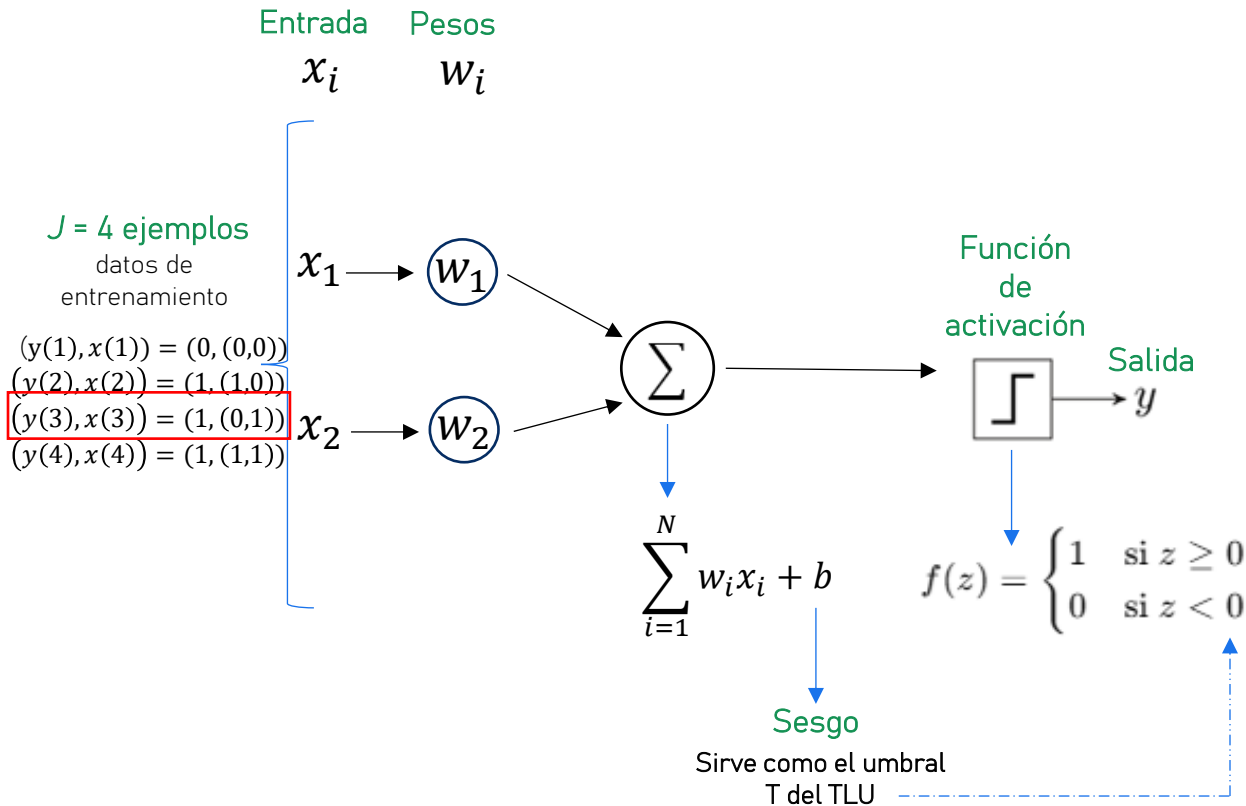 Entrada Pesos
xᵢ wᵢ
J = 4 ejemplos
datos de
entrenamiento
(y(1), x(1)) = (0, (0,0))
(y(2), x(2)) = (1, (1,0))
(y(3), x(3)) = (1, (0,1))
(y(4), x(4)) = (1, (1,1))
x₁ w₁
x₂ w₂
∑
Función
de
activación
Salida
y
N
∑ wᵢxᵢ + b
i=1
f(z) = { 1 si z ≥ 0
0 si z < 0
Sesgo
Sirve como el umbral
T del TLU